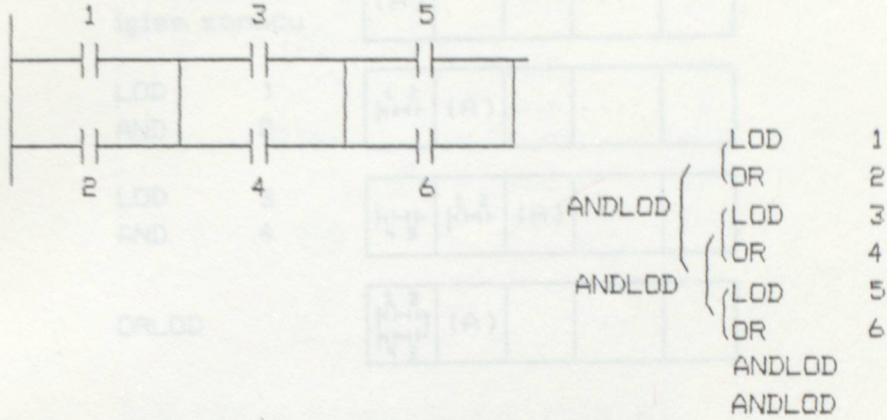 1 3 5
2 4 6
LOD 1
OR 2
ANDLOD
LOD 3
OR 4
ANDLOD
LOD 5
OR 6
ANDLOD
ANDLOD